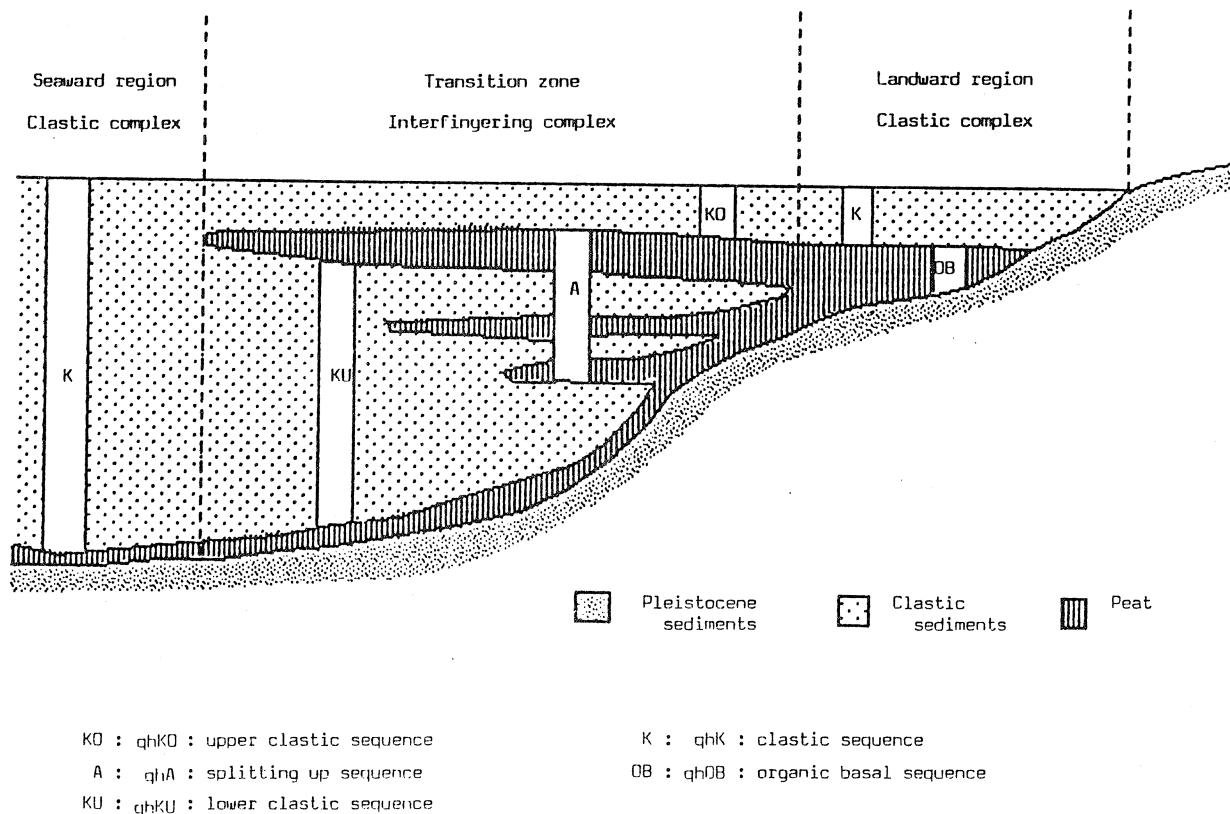 Seaward region
Clastic complex
Transition zone
Interfingering complex
Landward region
Clastic complex
KO
K
OB
A
K
KU
Pleistocene
sediments
Clastic
sediments
Peat
KO : qhKO : upper clastic sequence
A : qhA : splitting up sequence
KU : qhKU : lower clastic sequence
K : qhK : clastic sequence
OB : qhOB : organic basal sequence